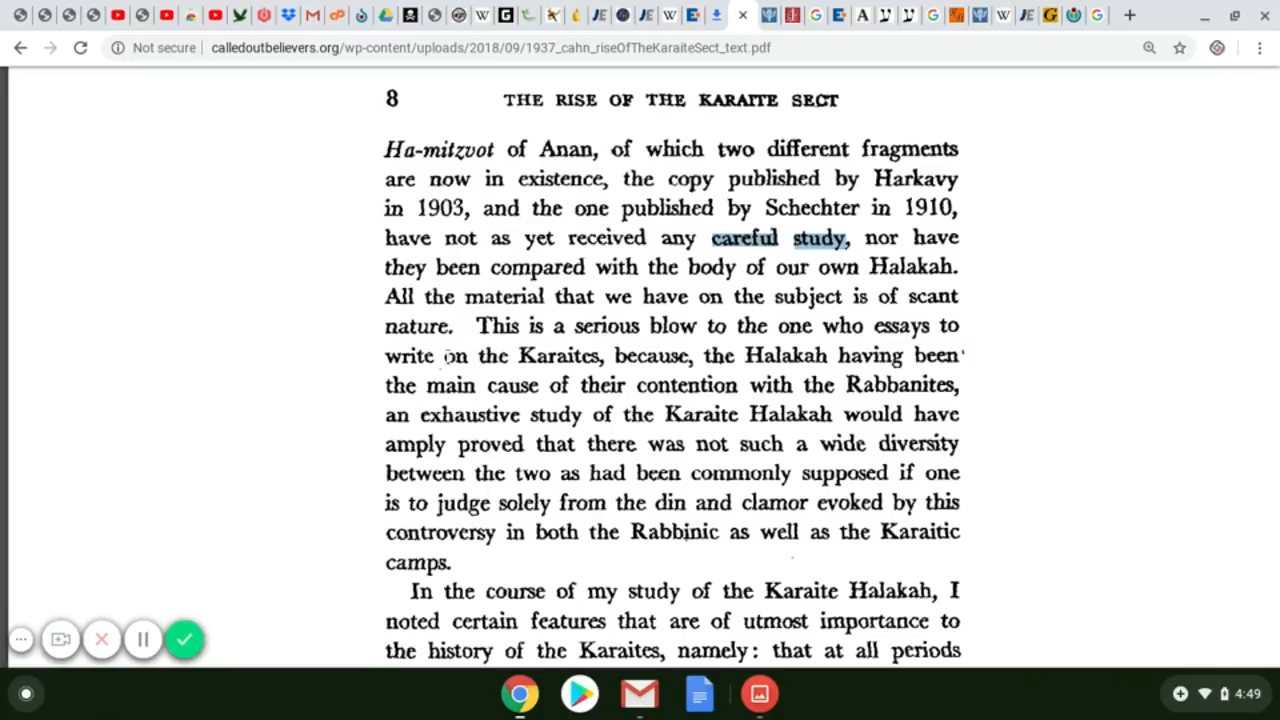 Not secure
calledoutbelievers.org/wp-content/uploads/2018/09/1937_cahn_riseOfTheKaraiteSect_text.pdf
8 THE RISE OF THE KARAITE SECT
Ha-mitzvot of Anan, of which two different fragments
are now in existence, the copy published by Harkavy
in 1903, and the one published by Schechter in 1910,
have not as yet received any careful study, nor have
they been compared with the body of our own Halakah.
All the material that we have on the subject is of scant
nature. This is a serious blow to the one who essays to
write on the Karaites, because, the Halakah having been
the main cause of their contention with the Rabbanites,
an exhaustive study of the Karaite Halakah would have
amply proved that there was not such a wide diversity
between the two as had been commonly supposed if one
is to judge solely from the din and clamor evoked by this
controversy in both the Rabbinic as well as the Karaitic
camps.
In the course of my study of the Karaite Halakah, I
noted certain features that are of utmost importance to
the history of the Karaites, namely: that at all periods
4:49